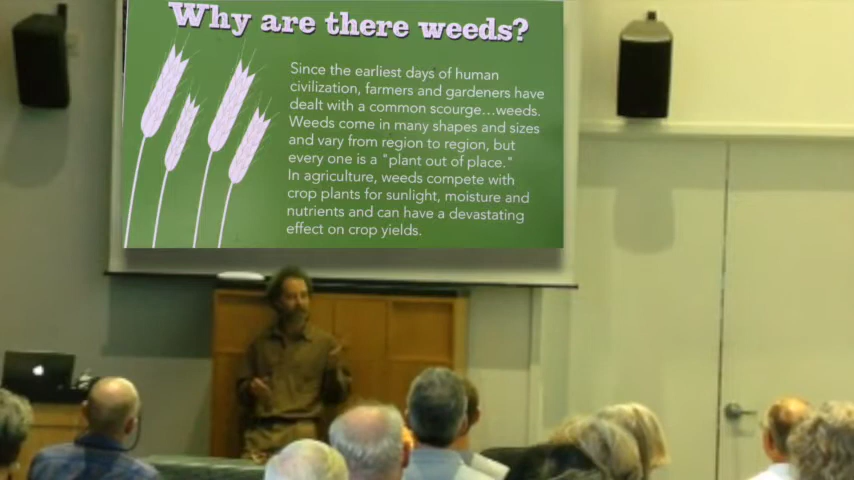 Why are there weeds?
Since the earliest days of human
civilization, farmers and gardeners have
dealt with a common scourge...weeds.
Weeds come in many shapes and sizes
and vary from region to region, but
every one is a "plant out of place."
In agriculture, weeds compete with
crop plants for sunlight, moisture and
nutrients and can have a devastating
effect on crop yields.